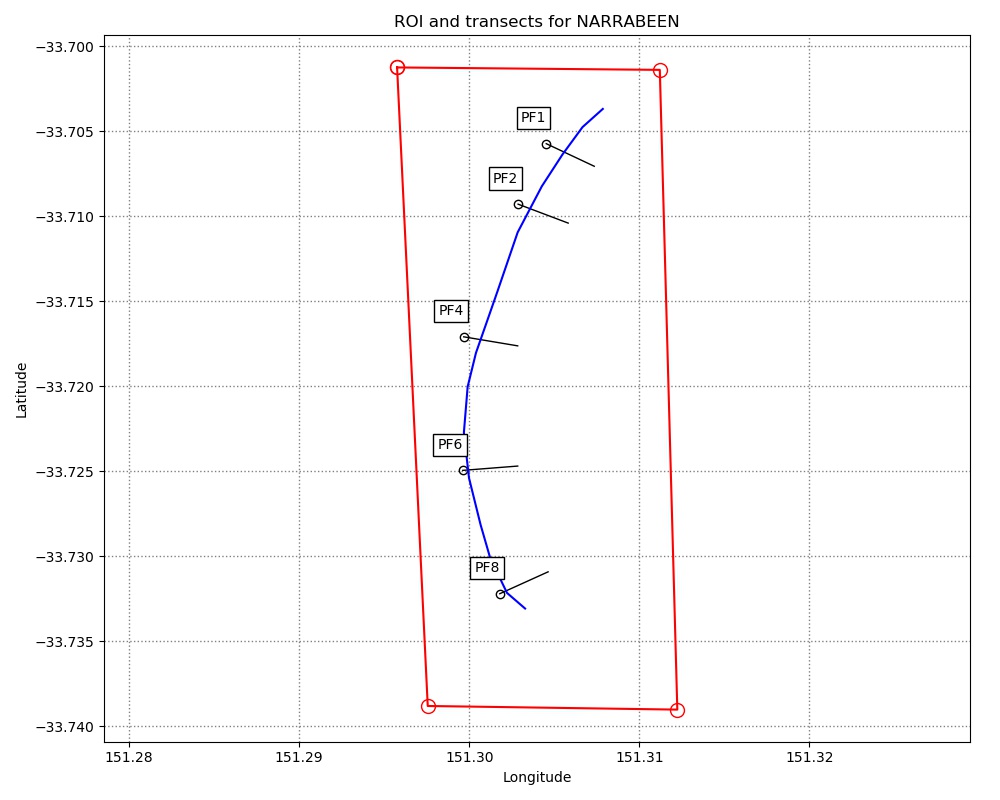 ROI and transects for NARRABEEN
−33.700
−33.705
−33.710
−33.715
−33.720
−33.725
−33.730
−33.735
−33.740
Latitude
PF1
PF2
PF4
PF6
PF8
151.28 151.29 151.30 151.31 151.32
Longitude